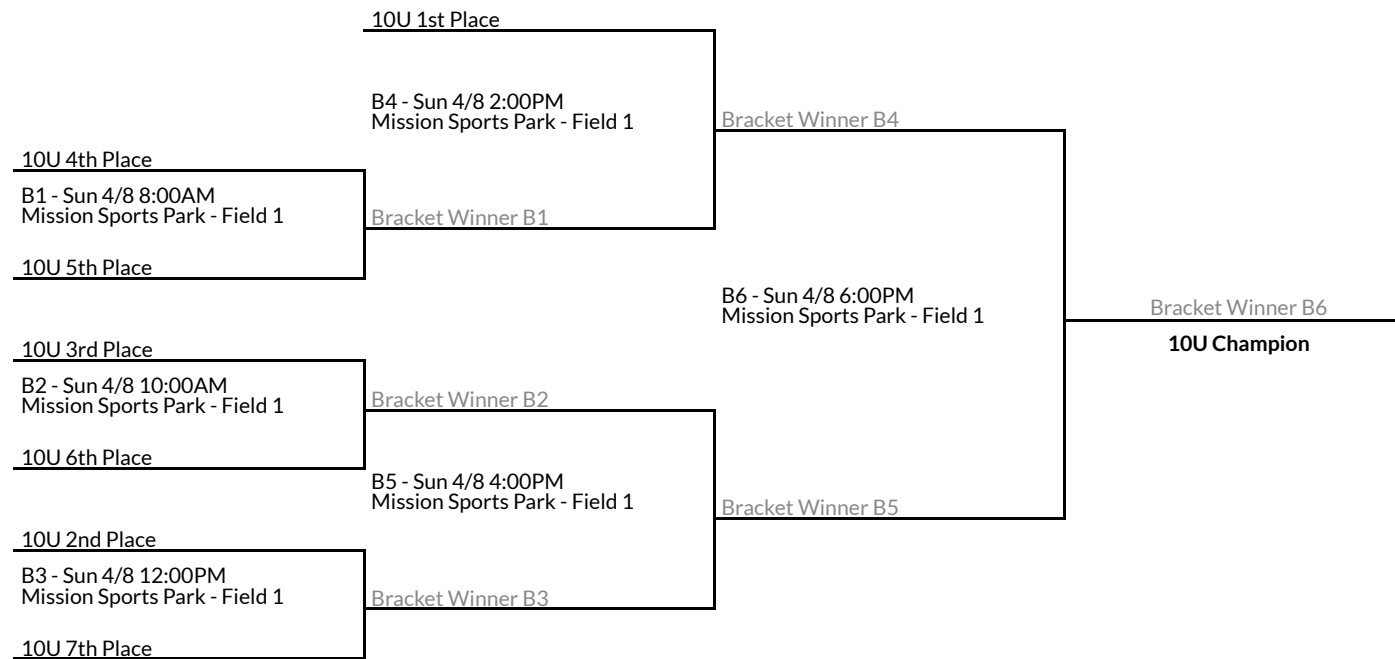 10U 1st Place
B4 - Sun 4/8 2:00PM
Mission Sports Park - Field 1
Bracket Winner B4
10U 4th Place
B1 - Sun 4/8 8:00AM
Mission Sports Park - Field 1
Bracket Winner B1
10U 5th Place
B6 - Sun 4/8 6:00PM
Mission Sports Park - Field 1
Bracket Winner B6
10U Champion
10U 3rd Place
B2 - Sun 4/8 10:00AM
Mission Sports Park - Field 1
Bracket Winner B2
10U 6th Place
B5 - Sun 4/8 4:00PM
Mission Sports Park - Field 1
Bracket Winner B5
10U 2nd Place
B3 - Sun 4/8 12:00PM
Mission Sports Park - Field 1
Bracket Winner B3
10U 7th Place